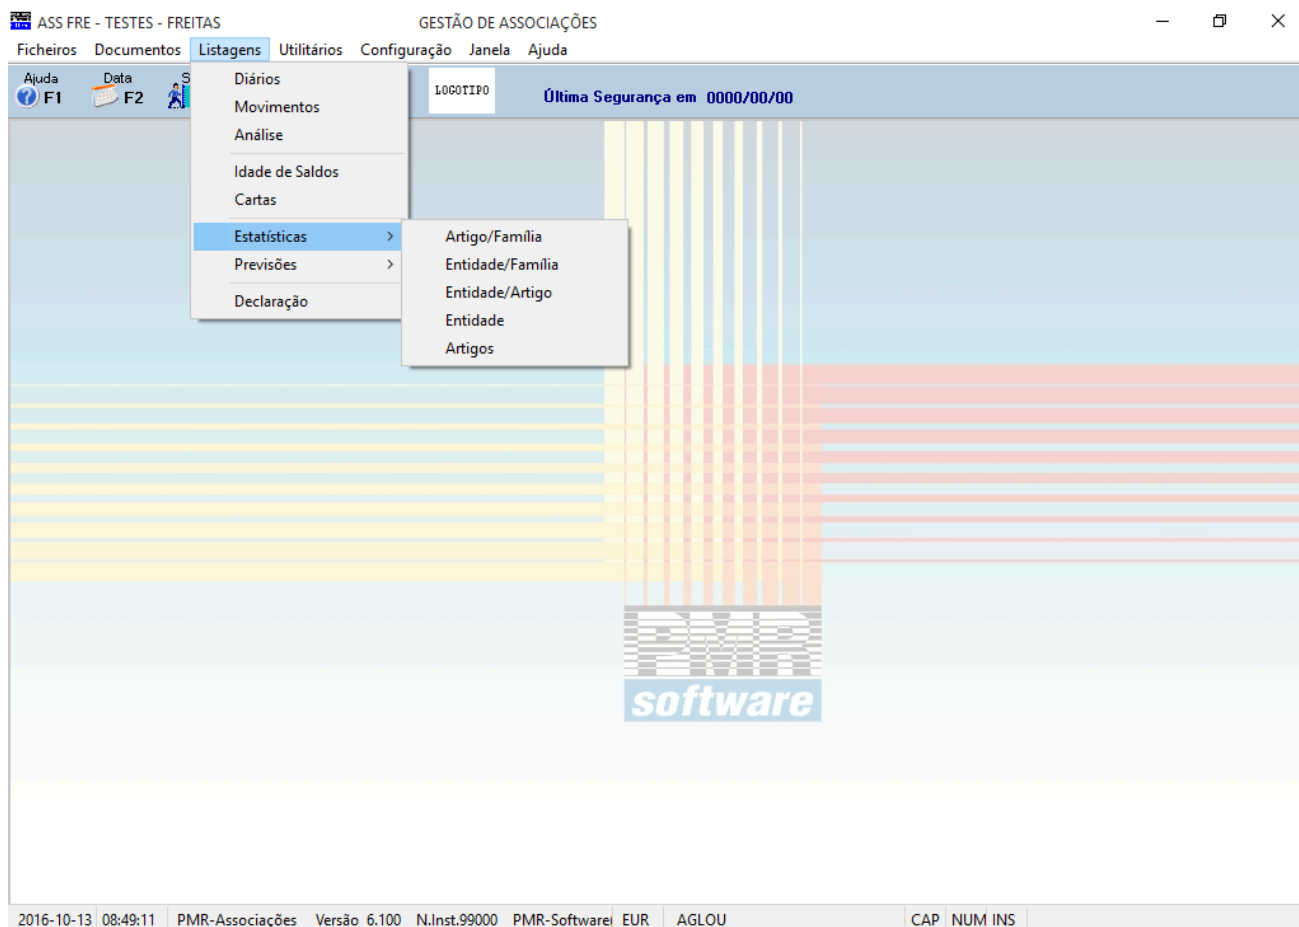 ASS FRE - TESTES - FREITAS GESTÃO DE ASSOCIAÇÕES
Ficheiros Documentos Listagens Utilitários Configuração Janela Ajuda
Ajuda F1 Data F2 S LOGOTIPO Última Segurança em 0000/00/00
Diários
Movimentos
Análise
Idade de Saldos
Cartas
Estatísticas
Previsões
Declaração
Artigo/Família
Entidade/Família
Entidade/Artigo
Entidade
Artigos
PMR
software
2016-10-13 08:49:11 PMR-Associações Versão 6.100 N.Inst.99000 PMR-Software( EUR AGLOU CAP NUM INS